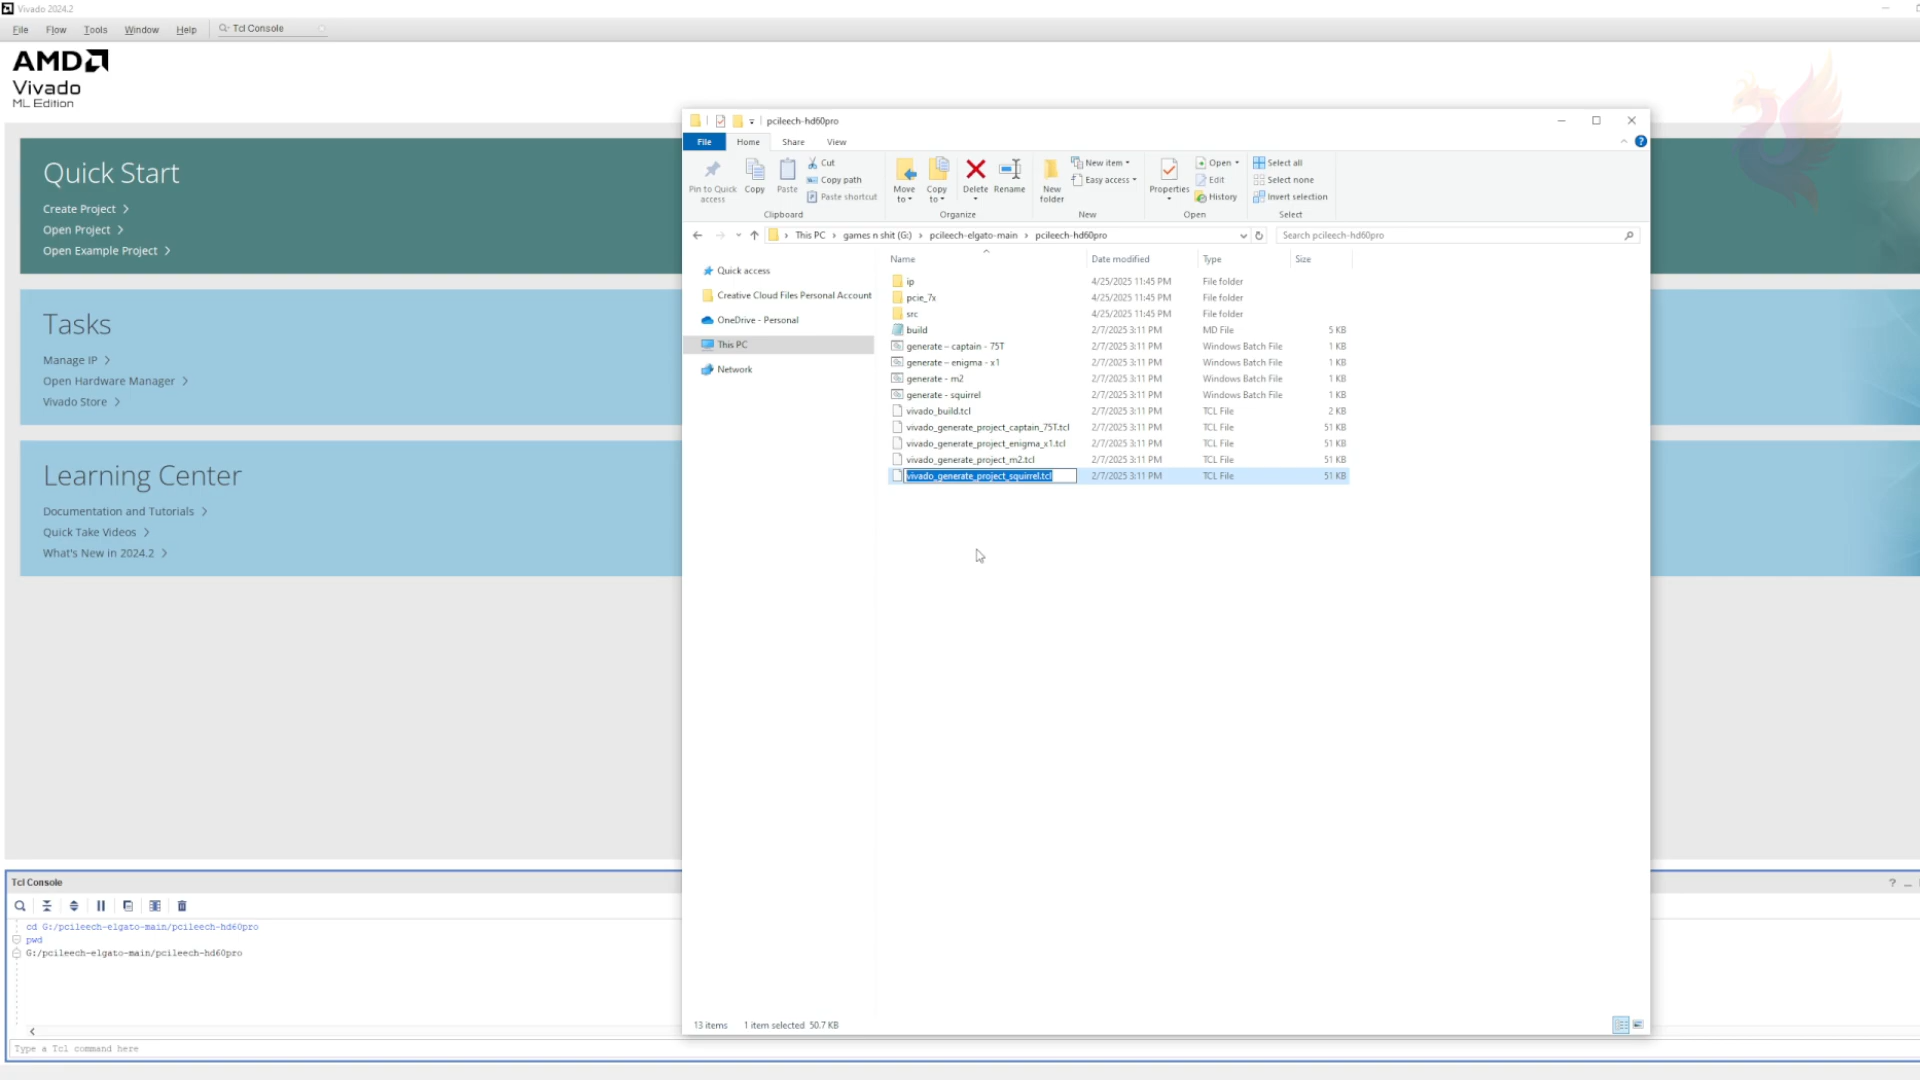 Vivado 2024.2
File Flow Tools Window Help Tcl Console
AMD
Vivado
ML Edition
Quick Start
Create Project >
Open Project >
Open Example Project >
Tasks
Manage IP >
Open Hardware Manager >
Vivado Store >
Learning Center
Documentation and Tutorials >
Quick Take Videos >
What's New in 2024.2 >
pcileech-hd60pro
File Home Share View
Pin to Quick access
Copy
Paste
Cut
Copy path
Paste shortcut
Clipboard
Move to
Copy to
Delete
Rename
Organize
New folder
New item
Easy access
New
Properties
Open
Edit
History
Open
Select all
Select none
Invert selection
Select
This PC > games n shit (G:) > pcileech-elgato-main > pcileech-hd60pro
Search pcileech-hd60pro
Quick access
Creative Cloud Files Personal Account
OneDrive - Personal
This PC
Network
Name Date modified Type Size
ip 4/25/2025 11:45 PM File folder
pcie_7x 4/25/2025 11:45 PM File folder
src 4/25/2025 11:45 PM File folder
build 2/7/2025 3:11 PM MD File 5 KB
generate – captain - 75T 2/7/2025 3:11 PM Windows Batch File 1 KB
generate – enigma - x1 2/7/2025 3:11 PM Windows Batch File 1 KB
generate - m2 2/7/2025 3:11 PM Windows Batch File 1 KB
generate - squirrel 2/7/2025 3:11 PM Windows Batch File 1 KB
vivado_build.tcl 2/7/2025 3:11 PM TCL File 2 KB
vivado_generate_project_captain_75T.tcl 2/7/2025 3:11 PM TCL File 51 KB
vivado_generate_project_enigma_x1.tcl 2/7/2025 3:11 PM TCL File 51 KB
vivado_generate_project_m2.tcl 2/7/2025 3:11 PM TCL File 51 KB
vivado_generate_project_squirrel.tcl 2/7/2025 3:11 PM TCL File 51 KB
13 items 1 item selected 50.7 KB
Tcl Console
cd G:/pcileech-elgato-main/pcileech-hd60pro
pwd
G:/pcileech-elgato-main/pcileech-hd60pro
Type a Tcl command here